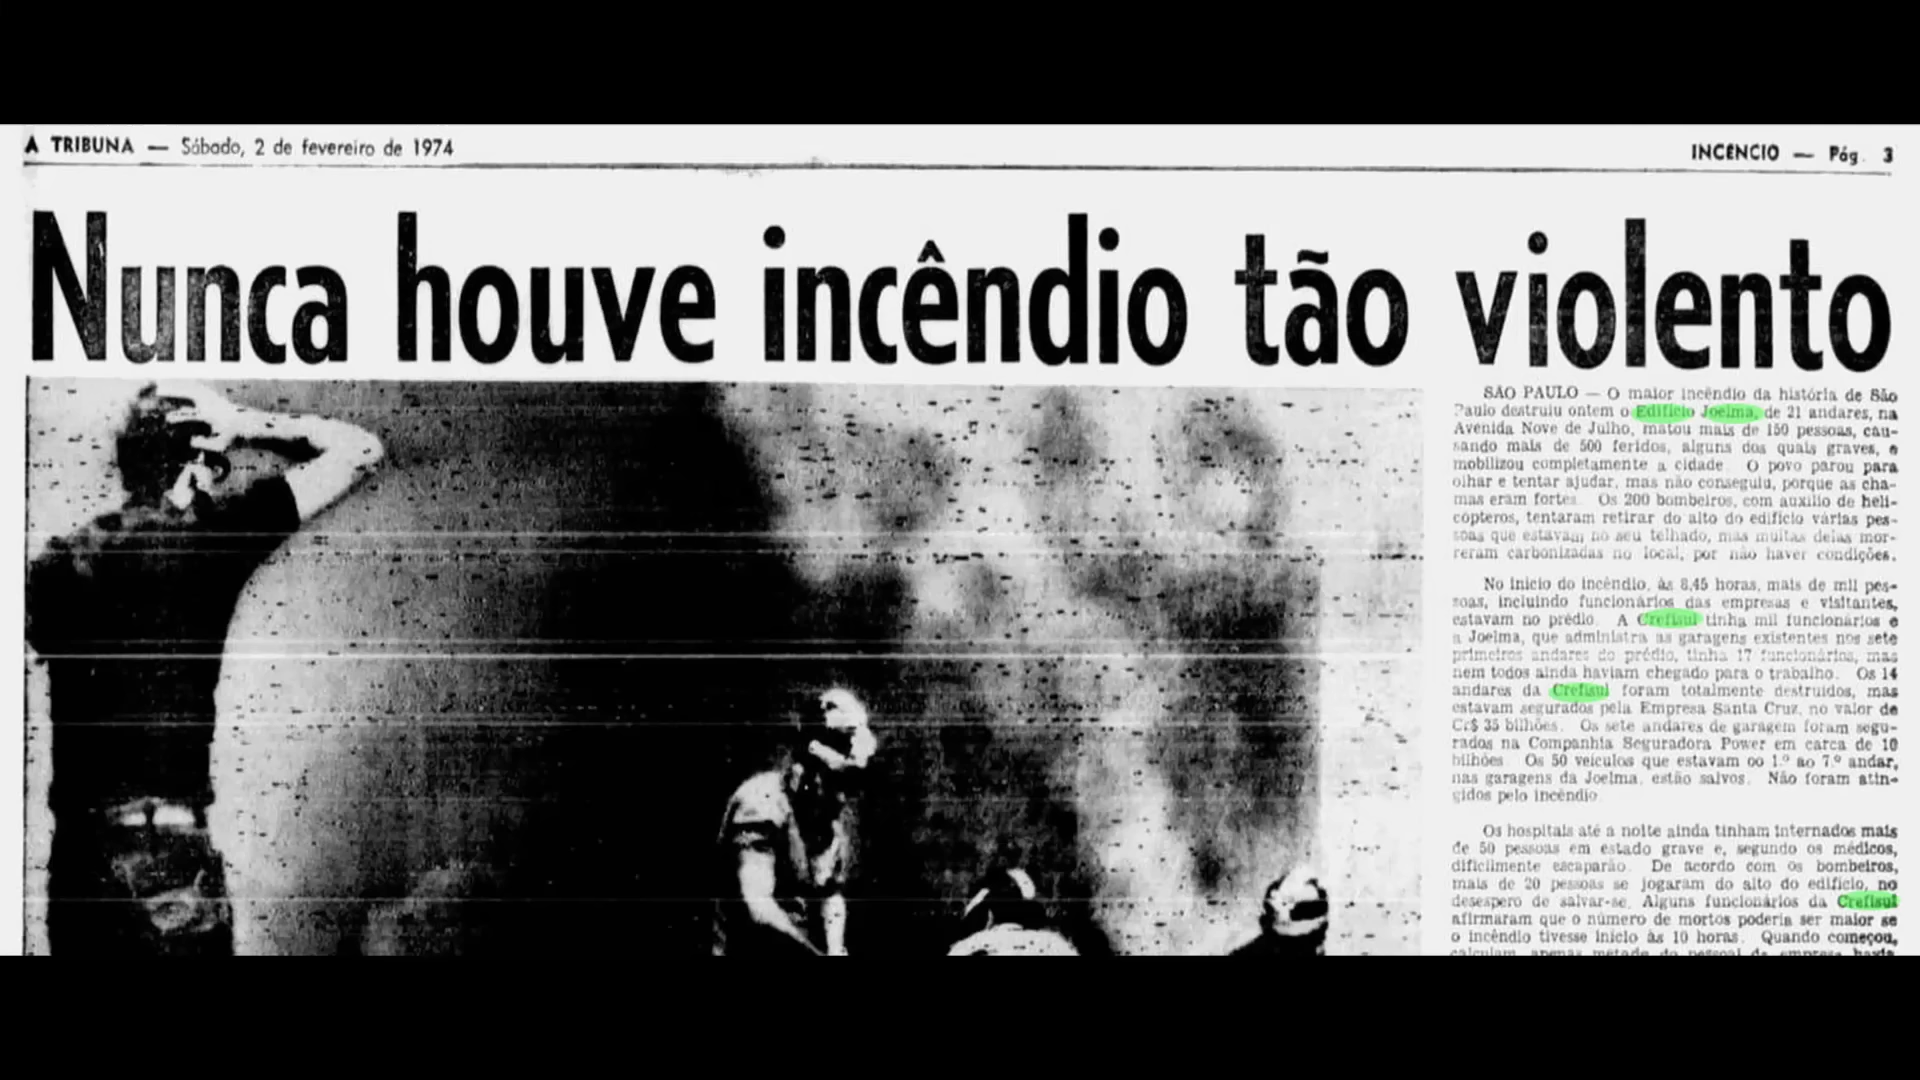 A TRIBUNA — Sábado, 2 de fevereiro de 1974
INCÊNCIO — Pág. 3
Nunca houve incêndio tão violento
SÃO PAULO — O maior incêndio da história de São
Paulo destruiu ontem o Edifício Joelma, de 21 andares, na
Avenida Nove de Julho, matou mais de 150 pessoas, cau-
sando mais de 500 feridos, alguns dos quais graves, e
mobilizou completamente a cidade. O povo parou para
olhar e tentar ajudar, mas não conseguiu, porque as cha-
mas eram fortes. Os 200 bombeiros, com auxílio de heli-
cópteros, tentaram retirar do alto do edifício várias pes-
soas que estavam no seu telhado, mas muitas delas mor-
reram carbonizadas no local, por não haver condições.
No início do incêndio, às 8,45 horas, mais de mil pes-
soas, incluindo funcionários das empresas e visitantes,
estavam no prédio. A Crefisul tinha mil funcionários e
a Joelma, que administra as garagens existentes nos sete
primeiros andares do prédio, tinha 17 funcionários, mas
nem todos ainda haviam chegado para o trabalho. Os 14
andares da Crefisul foram totalmente destruídos, mas
estavam segurados pela Empresa Santa Cruz, no valor de
Cr$ 35 bilhões. Os sete andares de garagem foram segu-
rados na Companhia Seguradora Power em carca de 10
bilhões. Os 50 veículos que estavam oo 1.º ao 7.º andar,
nas garagens da Joelma, estão salvos. Não foram atin-
gidos pelo incêndio.
Os hospitais até a noite ainda tinham internados mais
de 50 pessoas em estado grave e, segundo os médicos,
dificilmente escaparão. De acordo com os bombeiros,
mais de 20 pessoas se jogaram do alto do edifício, no
desespero de salvar-se. Alguns funcionários da Crefisul
afirmaram que o número de mortos poderia ser maior se
o incêndio tivesse início às 10 horas. Quando começou,
calculam, apenas metade do pessoal da empresa havia